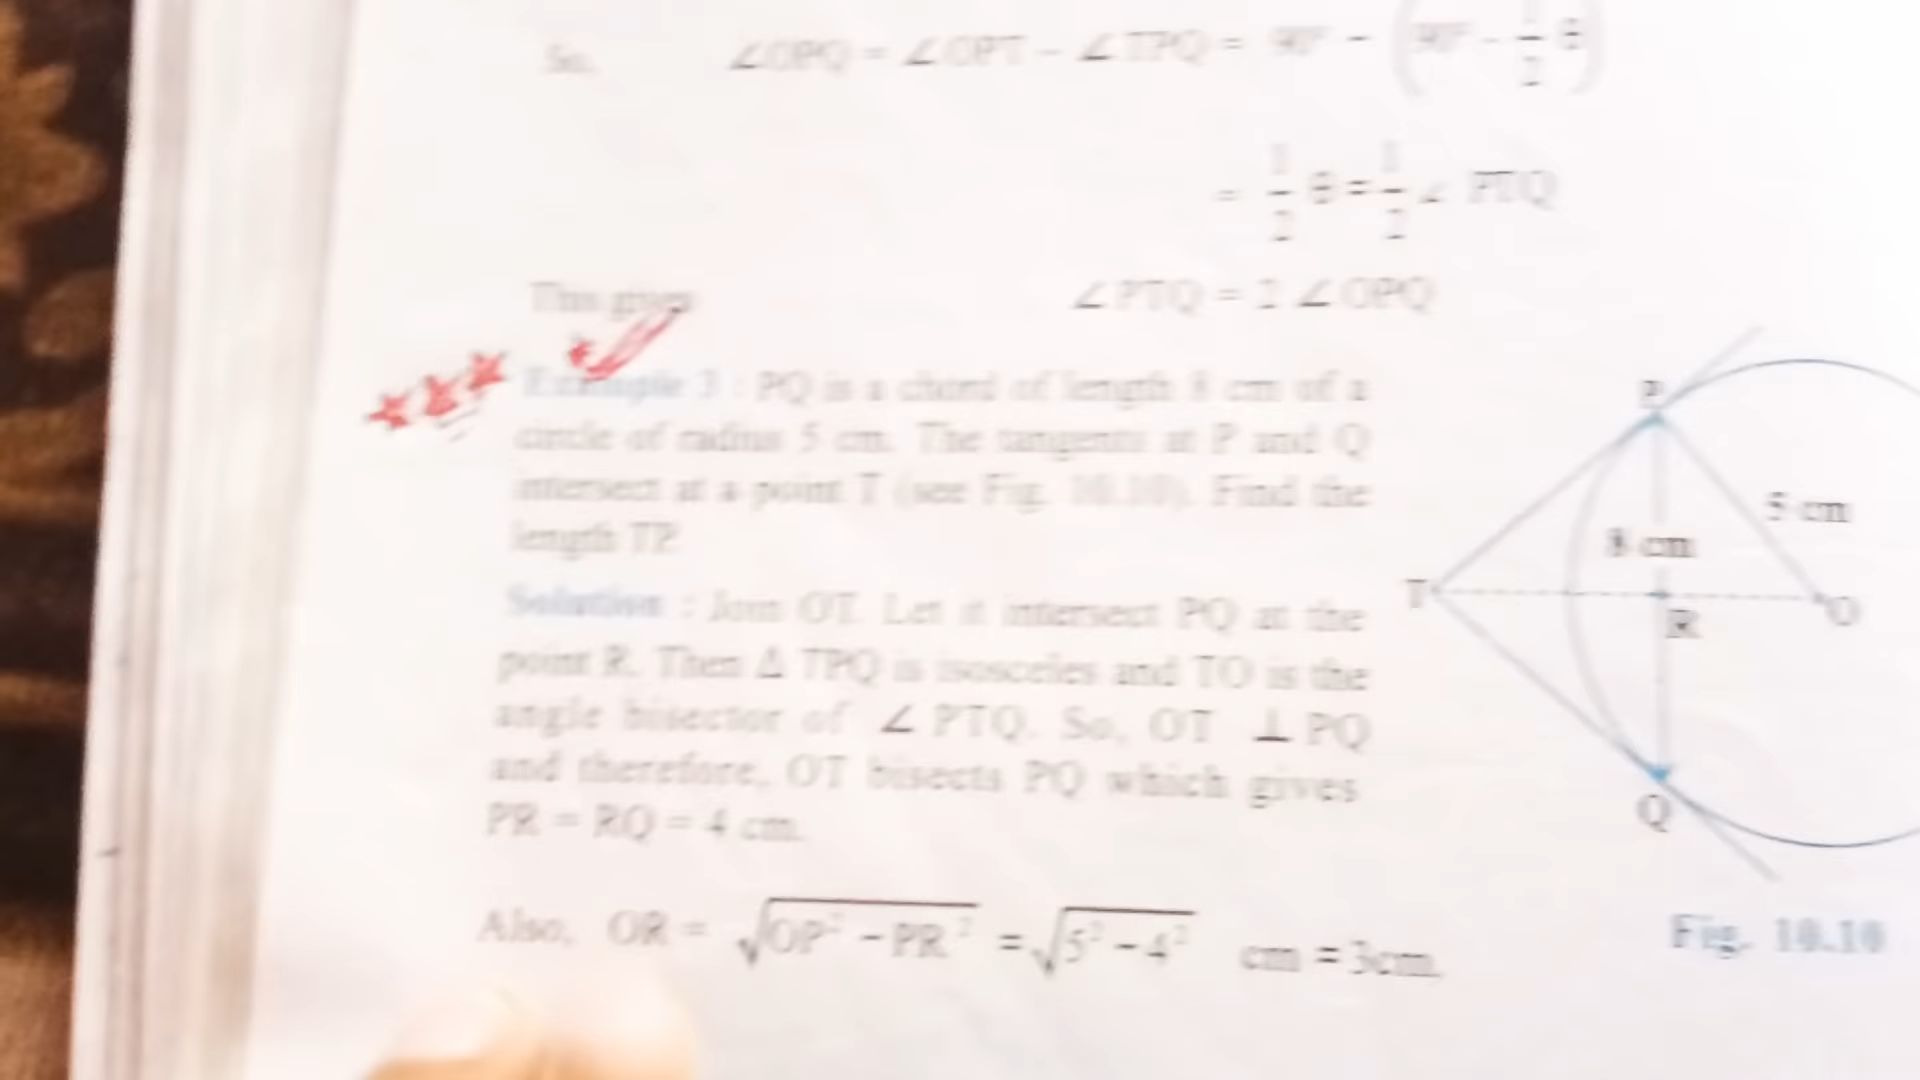 So, ∠OPQ = ∠OPT – ∠TPQ = 90° – (90° – 1/2 θ)
= 1/2 θ = 1/2 ∠ PTQ
This gives ∠PTQ = 2 ∠OPQ
Example 3 : PQ is a chord of length 8 cm of a
circle of radius 5 cm. The tangents at P and Q
intersect at a point T (see Fig. 10.10). Find the
length TP.
Solution : Join OT. Let it intersect PQ at the
point R. Then Δ TPQ is isosceles and TO is the
angle bisector of ∠ PTQ. So, OT ⊥ PQ
and therefore, OT bisects PQ which gives
PR = RQ = 4 cm.
Also, OR = √(OP² – PR²) = √(5² – 4²) cm = 3 cm.
P
5 cm
8 cm
T
R
O
Q
Fig. 10.10